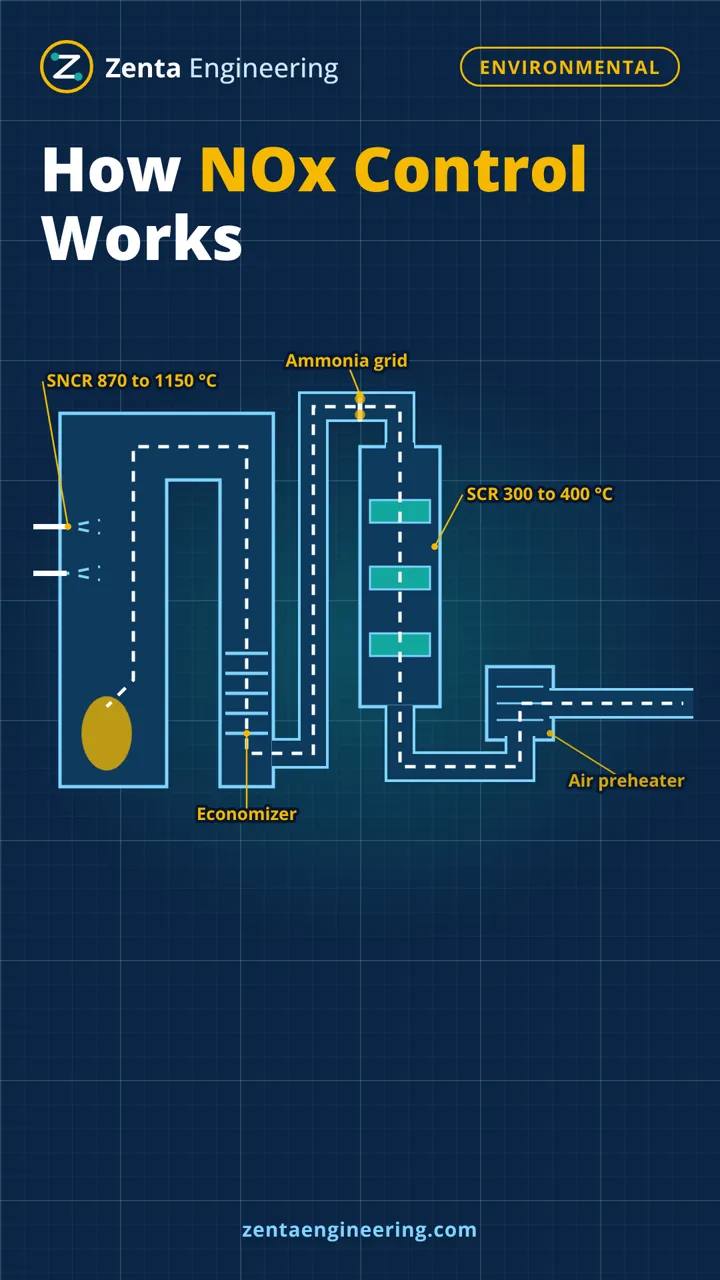 Zenta Engineering
ENVIRONMENTAL
How NOx Control
Works
Ammonia grid
SNCR 870 to 1150 °C
SCR 300 to 400 °C
Air preheater
Economizer
zentaengineering.com